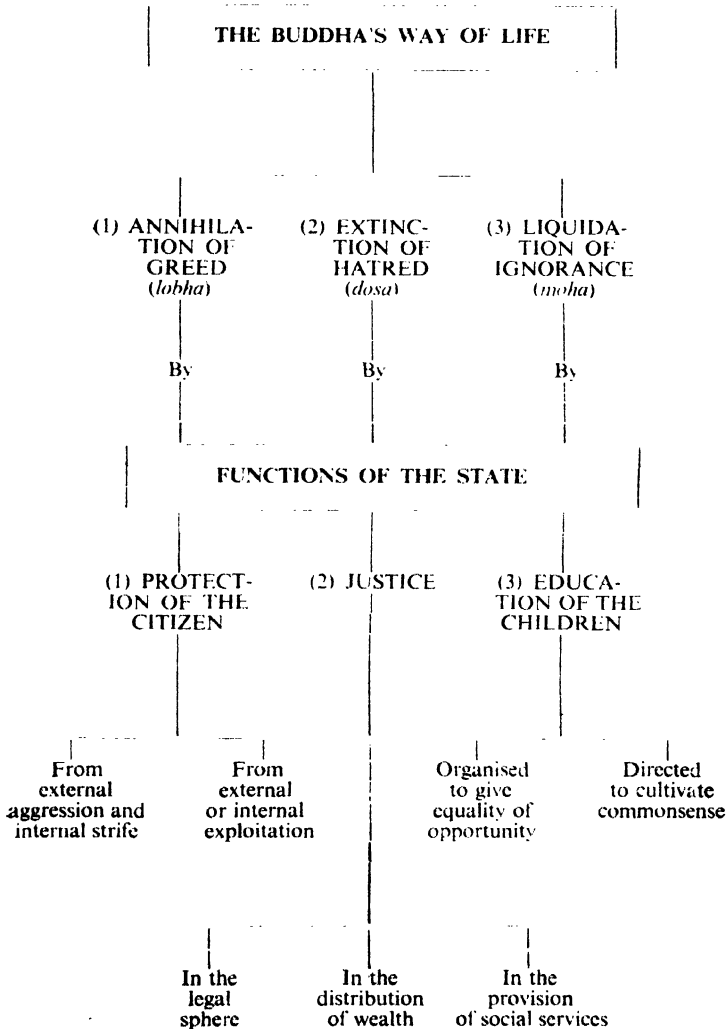 THE BUDDHA'S WAY OF LIFE
(1) ANNIHILA-
TION OF
GREED
(lobha)
(2) EXTINC-
TION OF
HATRED
(dosa)
(3) LIQUIDA-
TION OF
IGNORANCE
(moha)
By
By
By
FUNCTIONS OF THE STATE
(1) PROTECT-
ION OF THE
CITIZEN
(2) JUSTICE
(3) EDUCA-
TION OF THE
CHILDREN
From
external
aggression and
internal strife
From
external
or internal
exploitation
Organised
to give
equality of
opportunity
Directed
to cultivate
commonsense
In the
legal
sphere
In the
distribution
of wealth
In the
provision
of social services